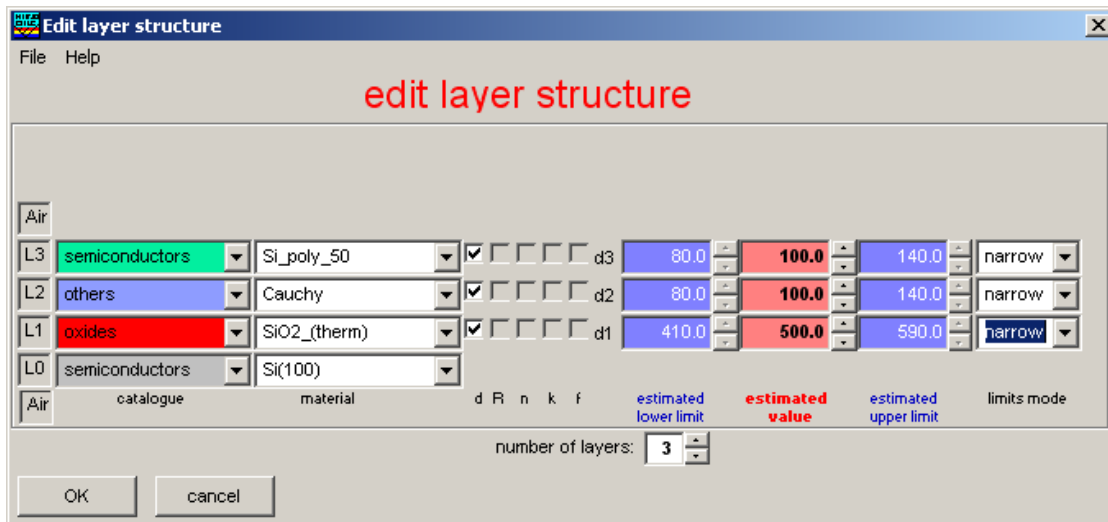 Edit layer structure
File Help
edit layer structure
Air
L3 semiconductors Si_poly_50 d3 80.0 100.0 140.0 narrow
L2 others Cauchy d2 80.0 100.0 140.0 narrow
L1 oxides SiO2_(therm) d1 410.0 500.0 590.0 narrow
L0 semiconductors Si(100)
Air catalogue material d R n k f estimated lower limit estimated value estimated upper limit limits mode
number of layers: 3
OK cancel